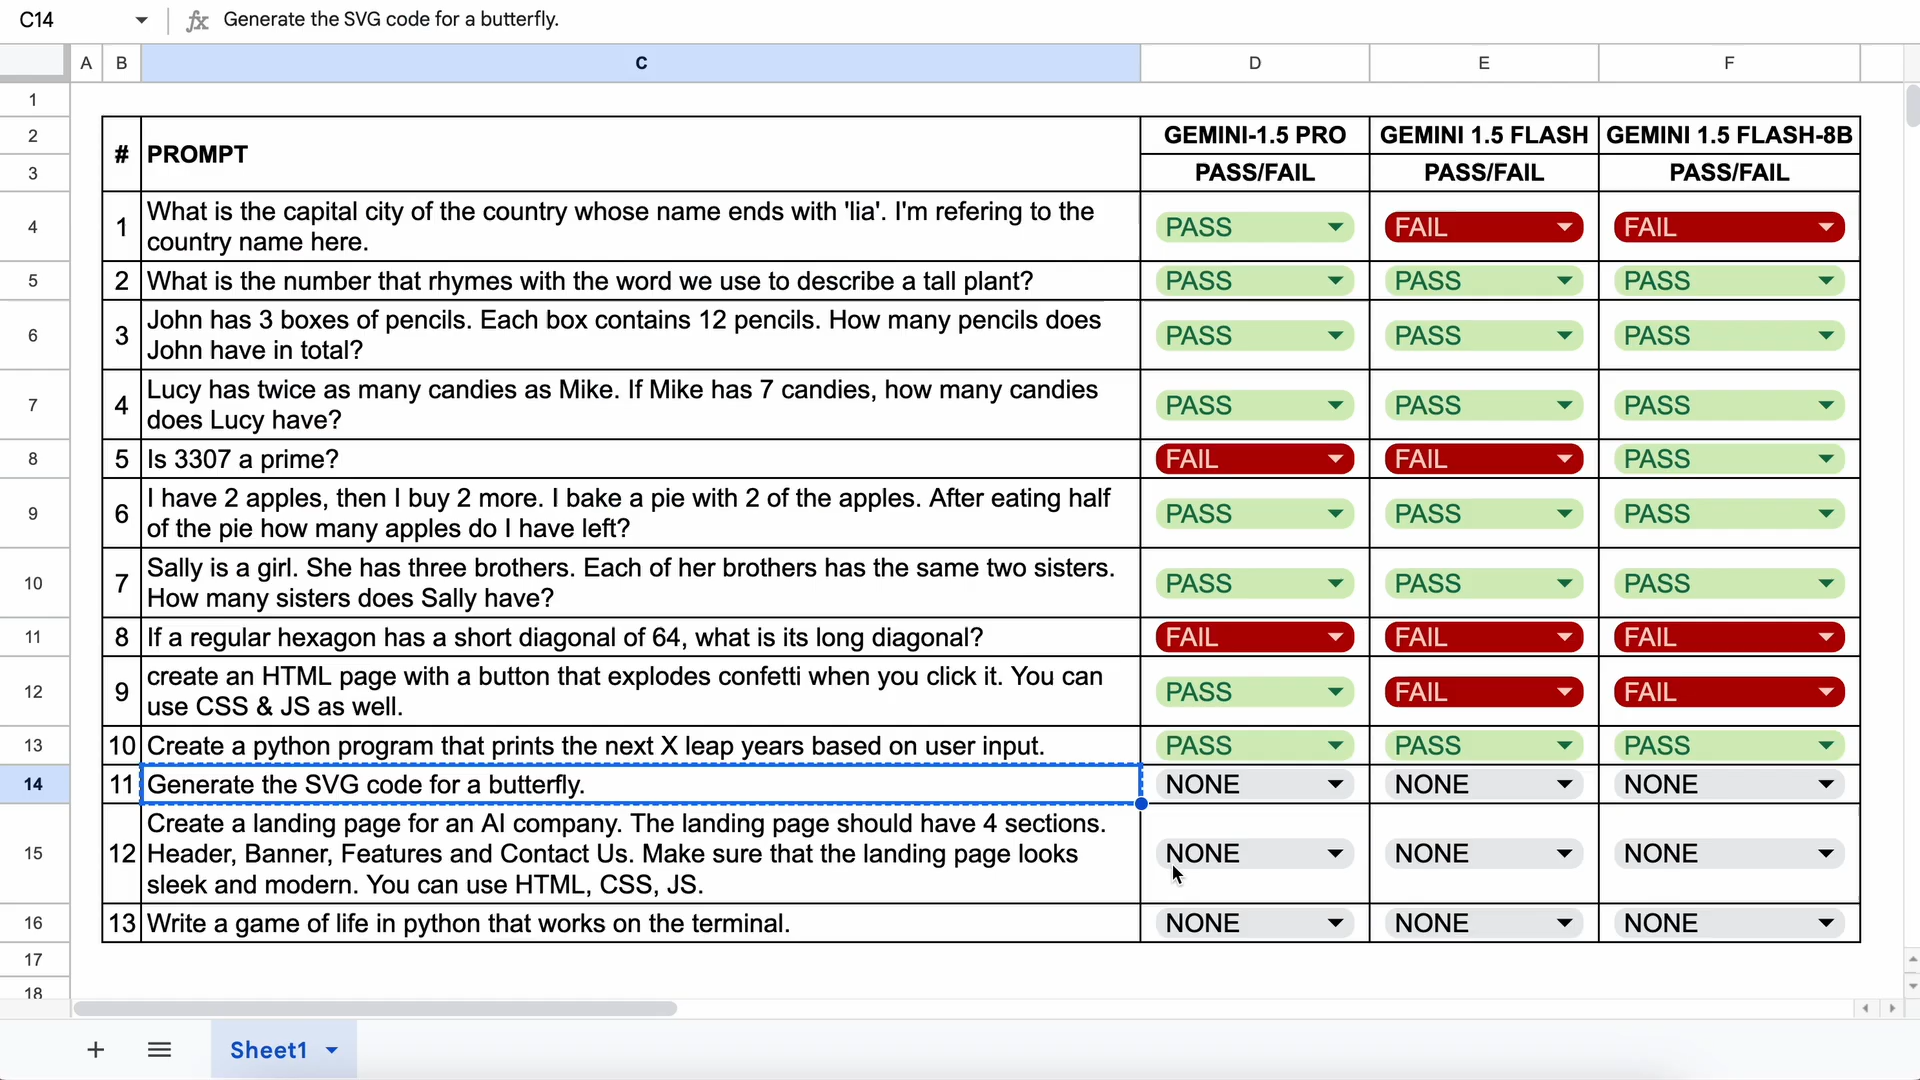 C14 fx Generate the SVG code for a butterfly.
A B C D E F
1
2 # PROMPT GEMINI-1.5 PRO GEMINI 1.5 FLASH GEMINI 1.5 FLASH-8B
3 PASS/FAIL PASS/FAIL PASS/FAIL
4 1 What is the capital city of the country whose name ends with 'lia'. I'm refering to the
country name here. PASS FAIL FAIL
5 2 What is the number that rhymes with the word we use to describe a tall plant? PASS PASS PASS
6 3 John has 3 boxes of pencils. Each box contains 12 pencils. How many pencils does
John have in total? PASS PASS PASS
7 4 Lucy has twice as many candies as Mike. If Mike has 7 candies, how many candies
does Lucy have? PASS PASS PASS
8 5 Is 3307 a prime? FAIL FAIL PASS
9 6 I have 2 apples, then I buy 2 more. I bake a pie with 2 of the apples. After eating half
of the pie how many apples do I have left? PASS PASS PASS
10 7 Sally is a girl. She has three brothers. Each of her brothers has the same two sisters.
How many sisters does Sally have? PASS PASS PASS
11 8 If a regular hexagon has a short diagonal of 64, what is its long diagonal? FAIL FAIL FAIL
12 9 create an HTML page with a button that explodes confetti when you click it. You can
use CSS & JS as well. PASS FAIL FAIL
13 10 Create a python program that prints the next X leap years based on user input. PASS PASS PASS
14 11 Generate the SVG code for a butterfly. NONE NONE NONE
15 12 Create a landing page for an AI company. The landing page should have 4 sections.
Header, Banner, Features and Contact Us. Make sure that the landing page looks
sleek and modern. You can use HTML, CSS, JS. NONE NONE NONE
16 13 Write a game of life in python that works on the terminal. NONE NONE NONE
17
18
Sheet1